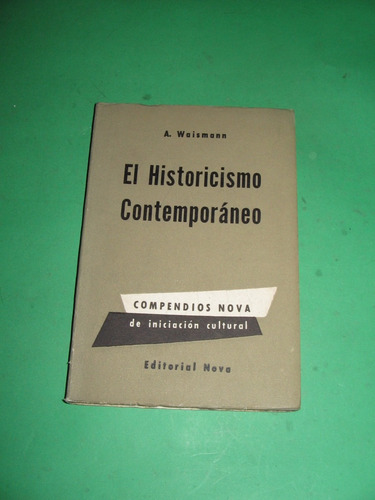 A. Waismann
El Historicismo
Contemporáneo
COMPENDIOS NOVA
de iniciación cultural
Editorial Nova